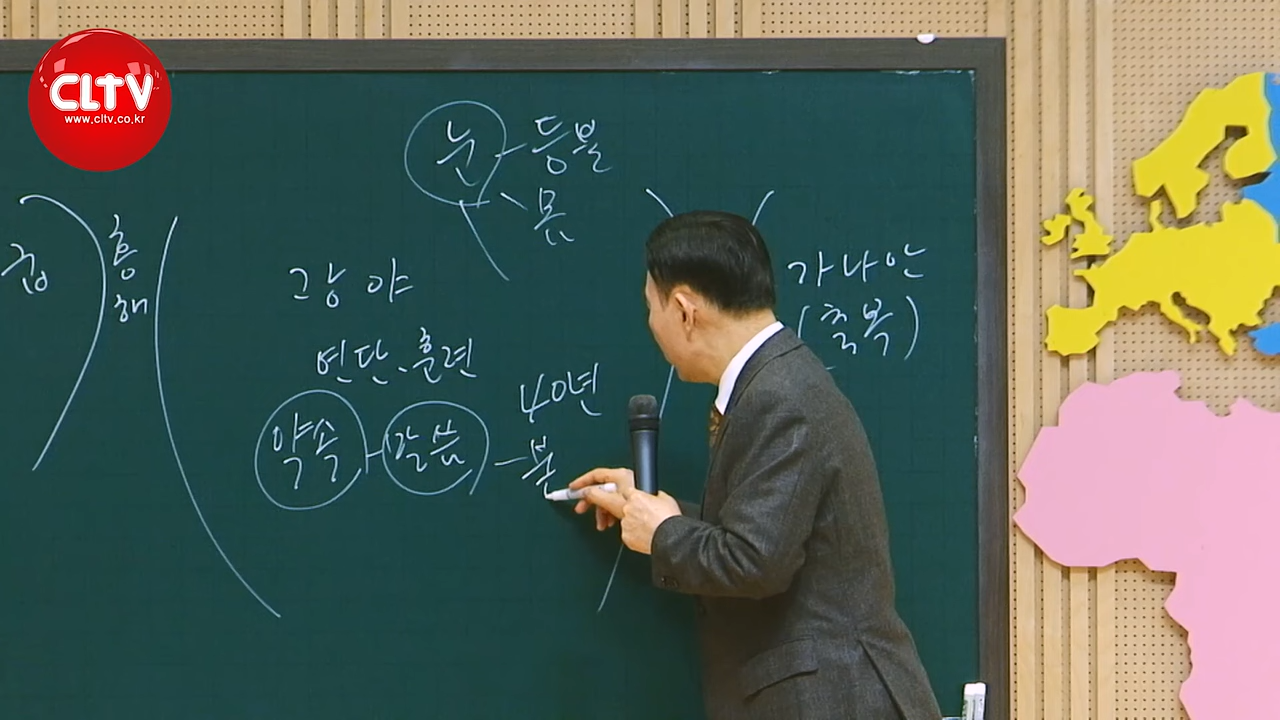 CLTV
www.cltv.co.kr
눈 - 등불
몸
홍해
광야
가나안
(축복)
연단、훈련
40년
약속 - 말씀 - 불